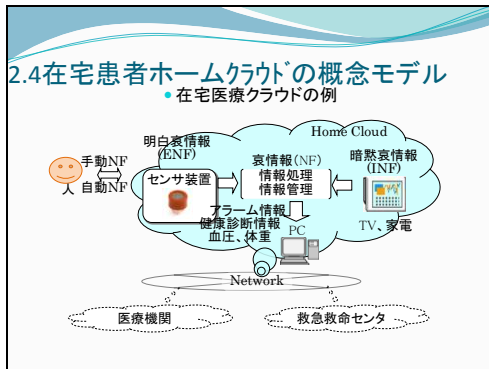 2.4在宅患者ホームクラウドの概念モデル
• 在宅医療クラウドの例
Home Cloud
明白哀情報
(ENF)
手動NF
人
自動NF
センサ装置
哀情報(NF)
情報処理
情報管理
暗黙哀情報
(INF)
TV、家電
アラーム情報
健康診断情報
血圧、体重
PC
Network
医療機関
救急救命センタ